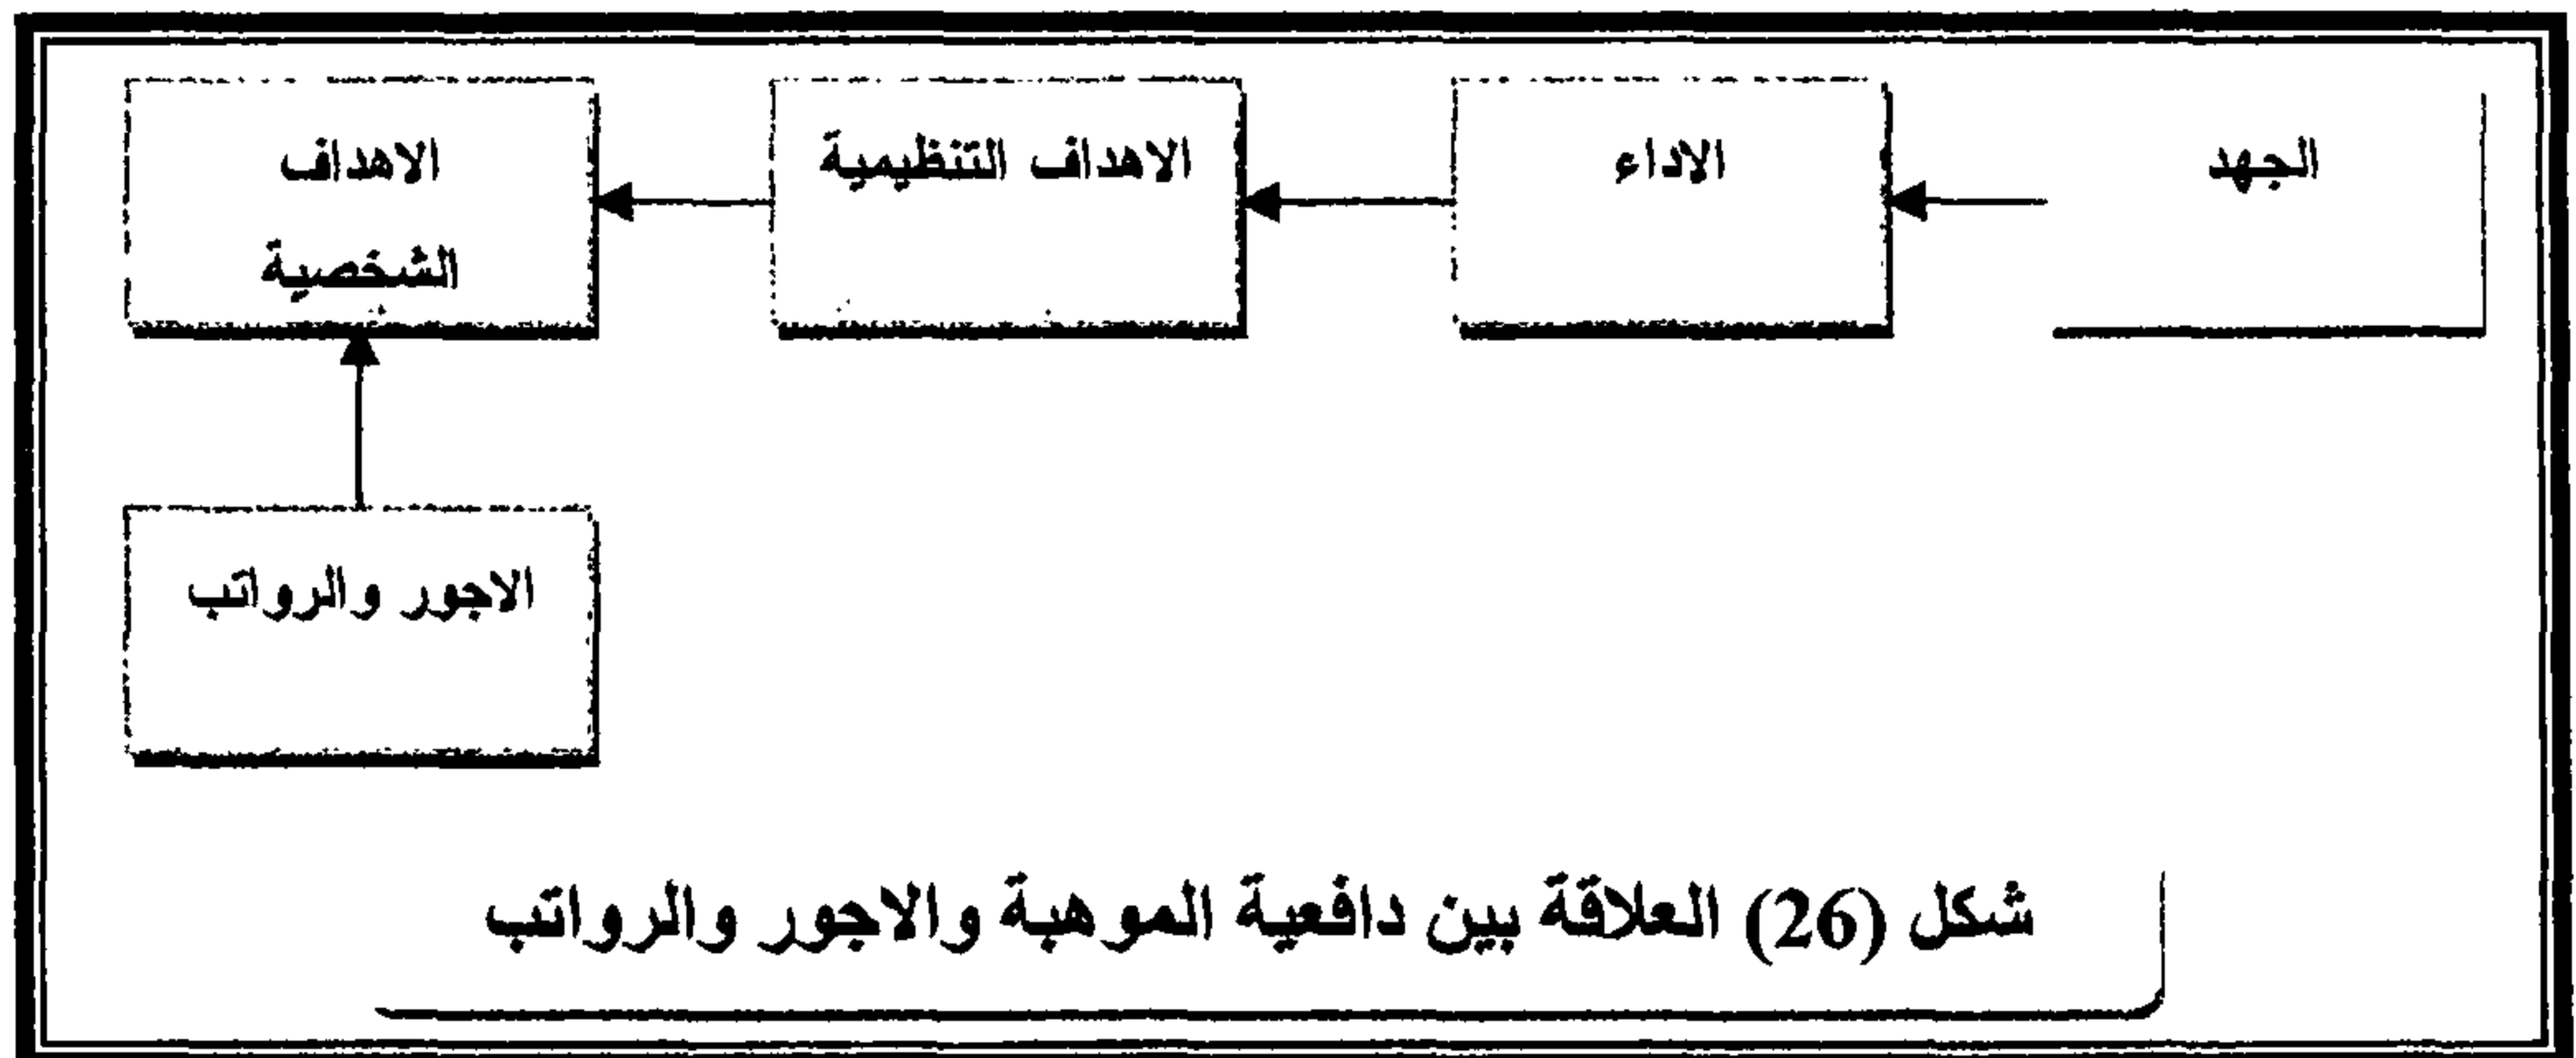 الجهد
الاداء
الاهداف التنظيمية
الاهداف
الشخصية
الاجور والرواتب
شكل (26) العلاقة بين دافعية الموهبة والاجور والرواتب